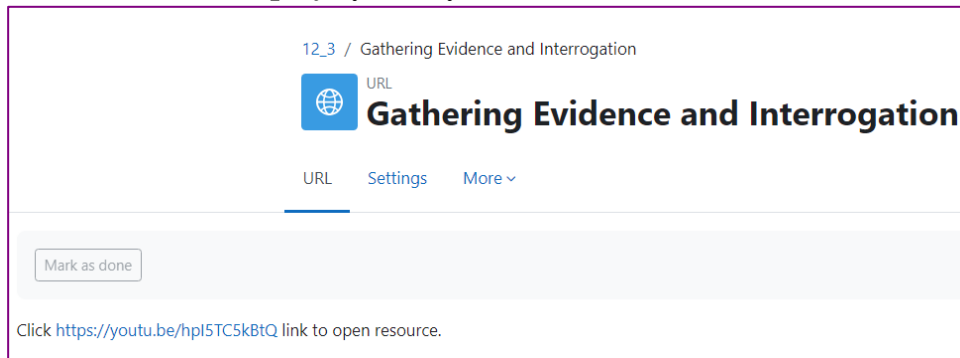 12_3 / Gathering Evidence and Interrogation
URL
Gathering Evidence and Interrogation
URL Settings More
Mark as done
Click https://youtu.be/hpI5TC5kBtQ link to open resource.